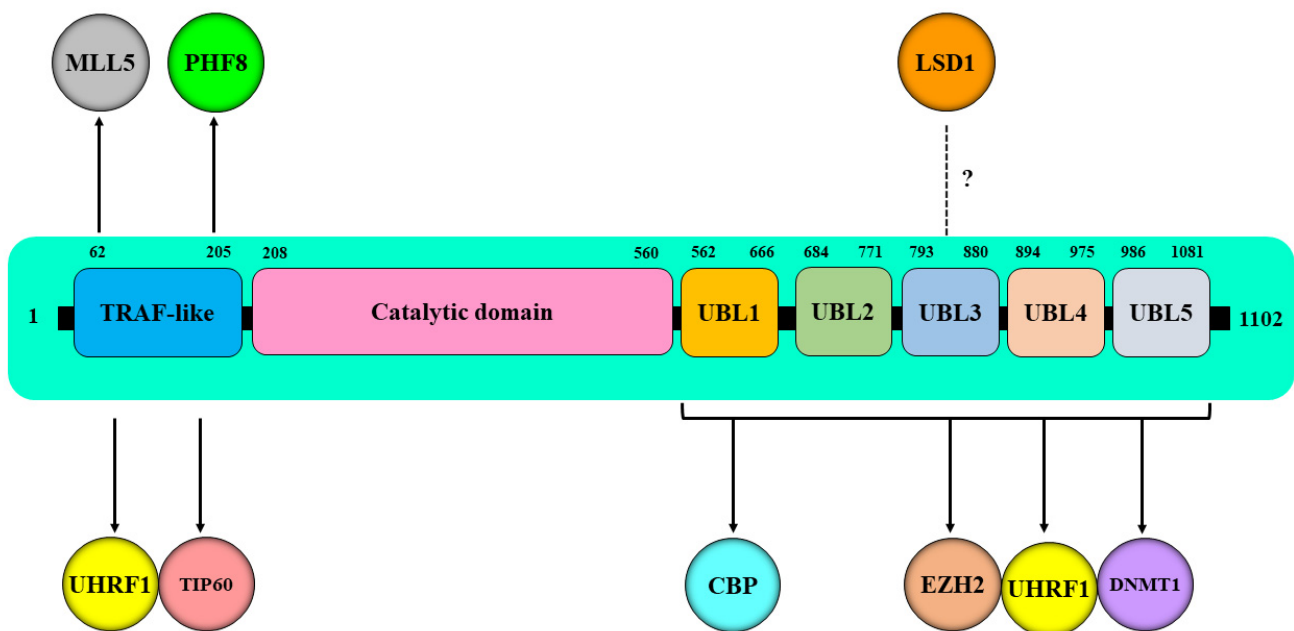 MLL5 PHF8 LSD1
?
62 205 208 560 562 666 684 771 793 880 894 975 986 1081
1 TRAF-like Catalytic domain UBL1 UBL2 UBL3 UBL4 UBL5 1102
UHRF1 TIP60 CBP EZH2 UHRF1 DNMT1